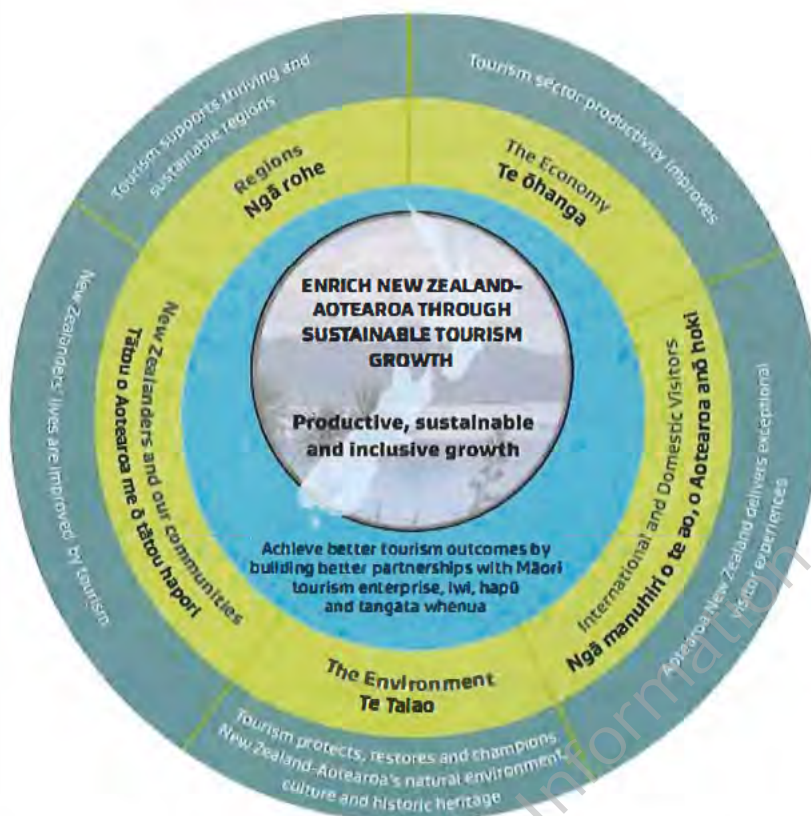 ENRICH NEW ZEALAND-
AOTEAROA THROUGH
SUSTAINABLE TOURISM
GROWTH
Productive, sustainable
and inclusive growth
Achieve better tourism outcomes by
building better partnerships with Māori
tourism enterprise, iwi, hapū
and tangata whenua
The Economy
Te ōhanga
Tourism sector productivity improves
International and Domestic Visitors
Ngā manuhiri o te ao, o Aotearoa anō hoki
Aotearoa New Zealand delivers exceptional
visitor experiences
The Environment
Te Taiao
Tourism protects, restores and champions
New Zealand-Aotearoa's natural environment,
culture and historic heritage
New Zealanders and our communities
Tātou o Aotearoa me ō tātou hapori
New Zealanders' lives are improved by tourism
Regions
Ngā rohe
Tourism supports thriving and
sustainable regions
Information